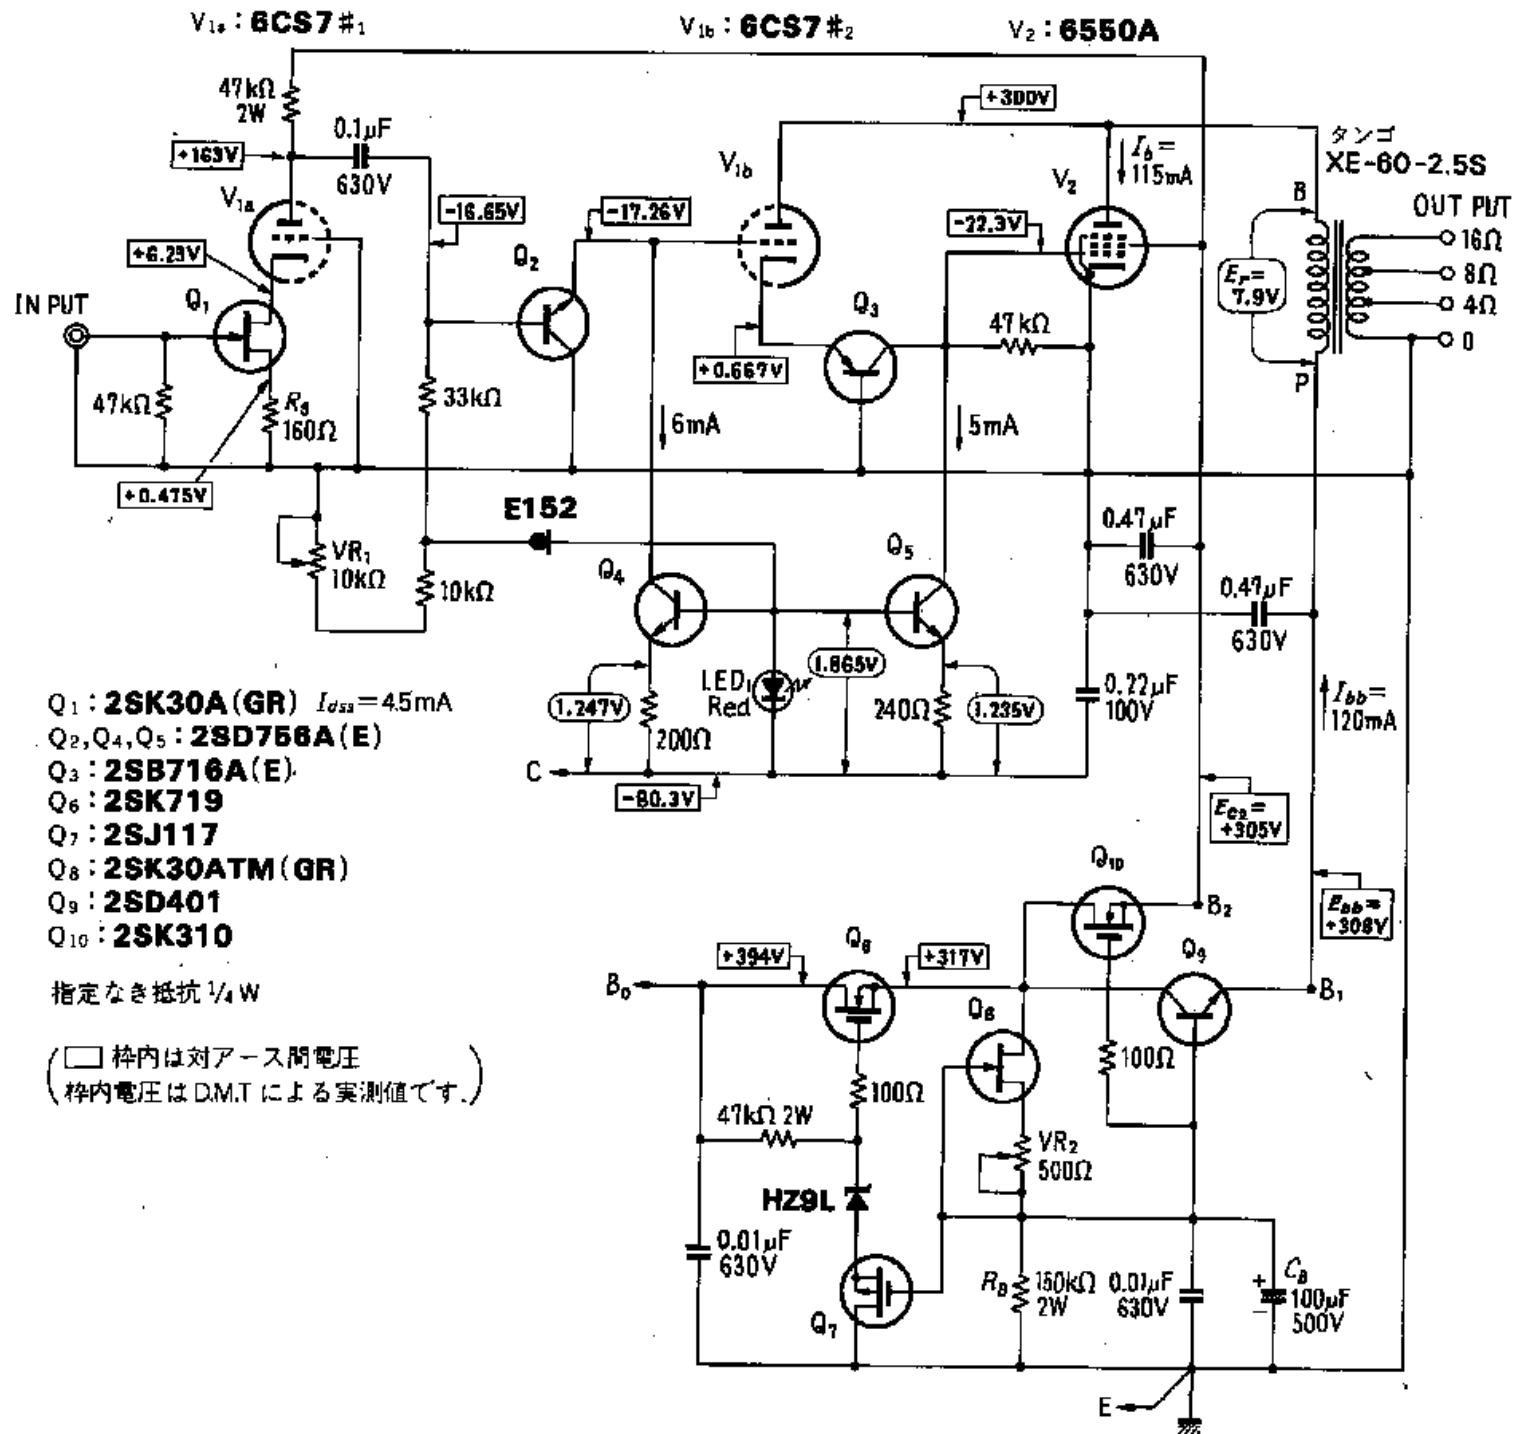 V1a : 6CS7 #1
V1b : 6CS7 #2
V2 : 6550A
47kΩ
2W
+300V
0.1μF
630V
+163V
V1a
V1b
V2
Ib=
115mA
タンゴ
XE-60-2.5S
B
OUT PUT
16Ω
8Ω
4Ω
0
Er=
7.9V
P
-16.65V
-17.26V
-22.3V
+6.29V
Q1
Q2
Q3
IN PUT
47kΩ
+0.667V
47kΩ
RS
160Ω
33kΩ
6mA
5mA
+0.475V
E152
VR1
10kΩ
10kΩ
Q4
Q5
0.47μF
630V
0.47μF
630V
LED1
Red
1.865V
1.247V
200Ω
240Ω
1.235V
0.22μF
100V
Ibb=
120mA
C
-80.3V
EC2=
+305V
Ebb=
+308V
Q1 : 2SK30A (GR) Idss=4.5mA
Q2, Q4, Q5 : 2SD756A (E)
Q3 : 2SB716A (E)
Q6 : 2SK719
Q7 : 2SJ117
Q8 : 2SK30ATM (GR)
Q9 : 2SD401
Q10 : 2SK310
指定なき抵抗 1/4 W
枠内は対アース間電圧
枠内電圧は D.M.T による実測値です.
Q10
B2
B0
+394V
Q6
+317V
Q9
B1
Q8
100Ω
100Ω
47kΩ 2W
VR2
500Ω
HZ9L
0.01μF
630V
Q7
RB
150kΩ
2W
0.01μF
630V
+
−
CB
100μF
500V
E